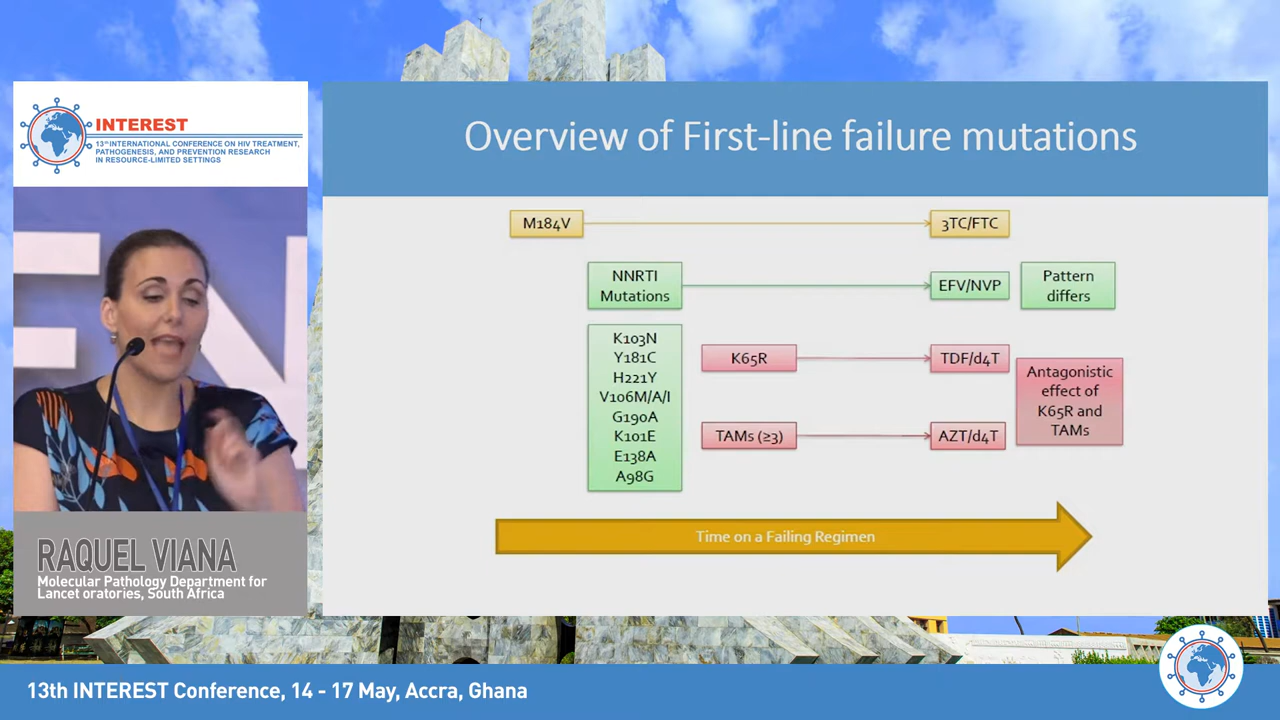 INTEREST
13TH INTERNATIONAL CONFERENCE ON HIV TREATMENT,
PATHOGENESIS, AND PREVENTION RESEARCH
IN RESOURCE-LIMITED SETTINGS
EN
RAQUEL VIANA
Molecular Pathology Department for
Lancet oratories, South Africa
Overview of First-line failure mutations
M184V
3TC/FTC
NNRTI
Mutations
EFV/NVP
Pattern
differs
K103N
Y181C
H221Y
V106M/A/I
G190A
K101E
E138A
A98G
K65R
TDF/d4T
TAMs (≥3)
AZT/d4T
Antagonistic
effect of
K65R and
TAMs
Time on a Failing Regimen
13th INTEREST Conference, 14 - 17 May, Accra, Ghana